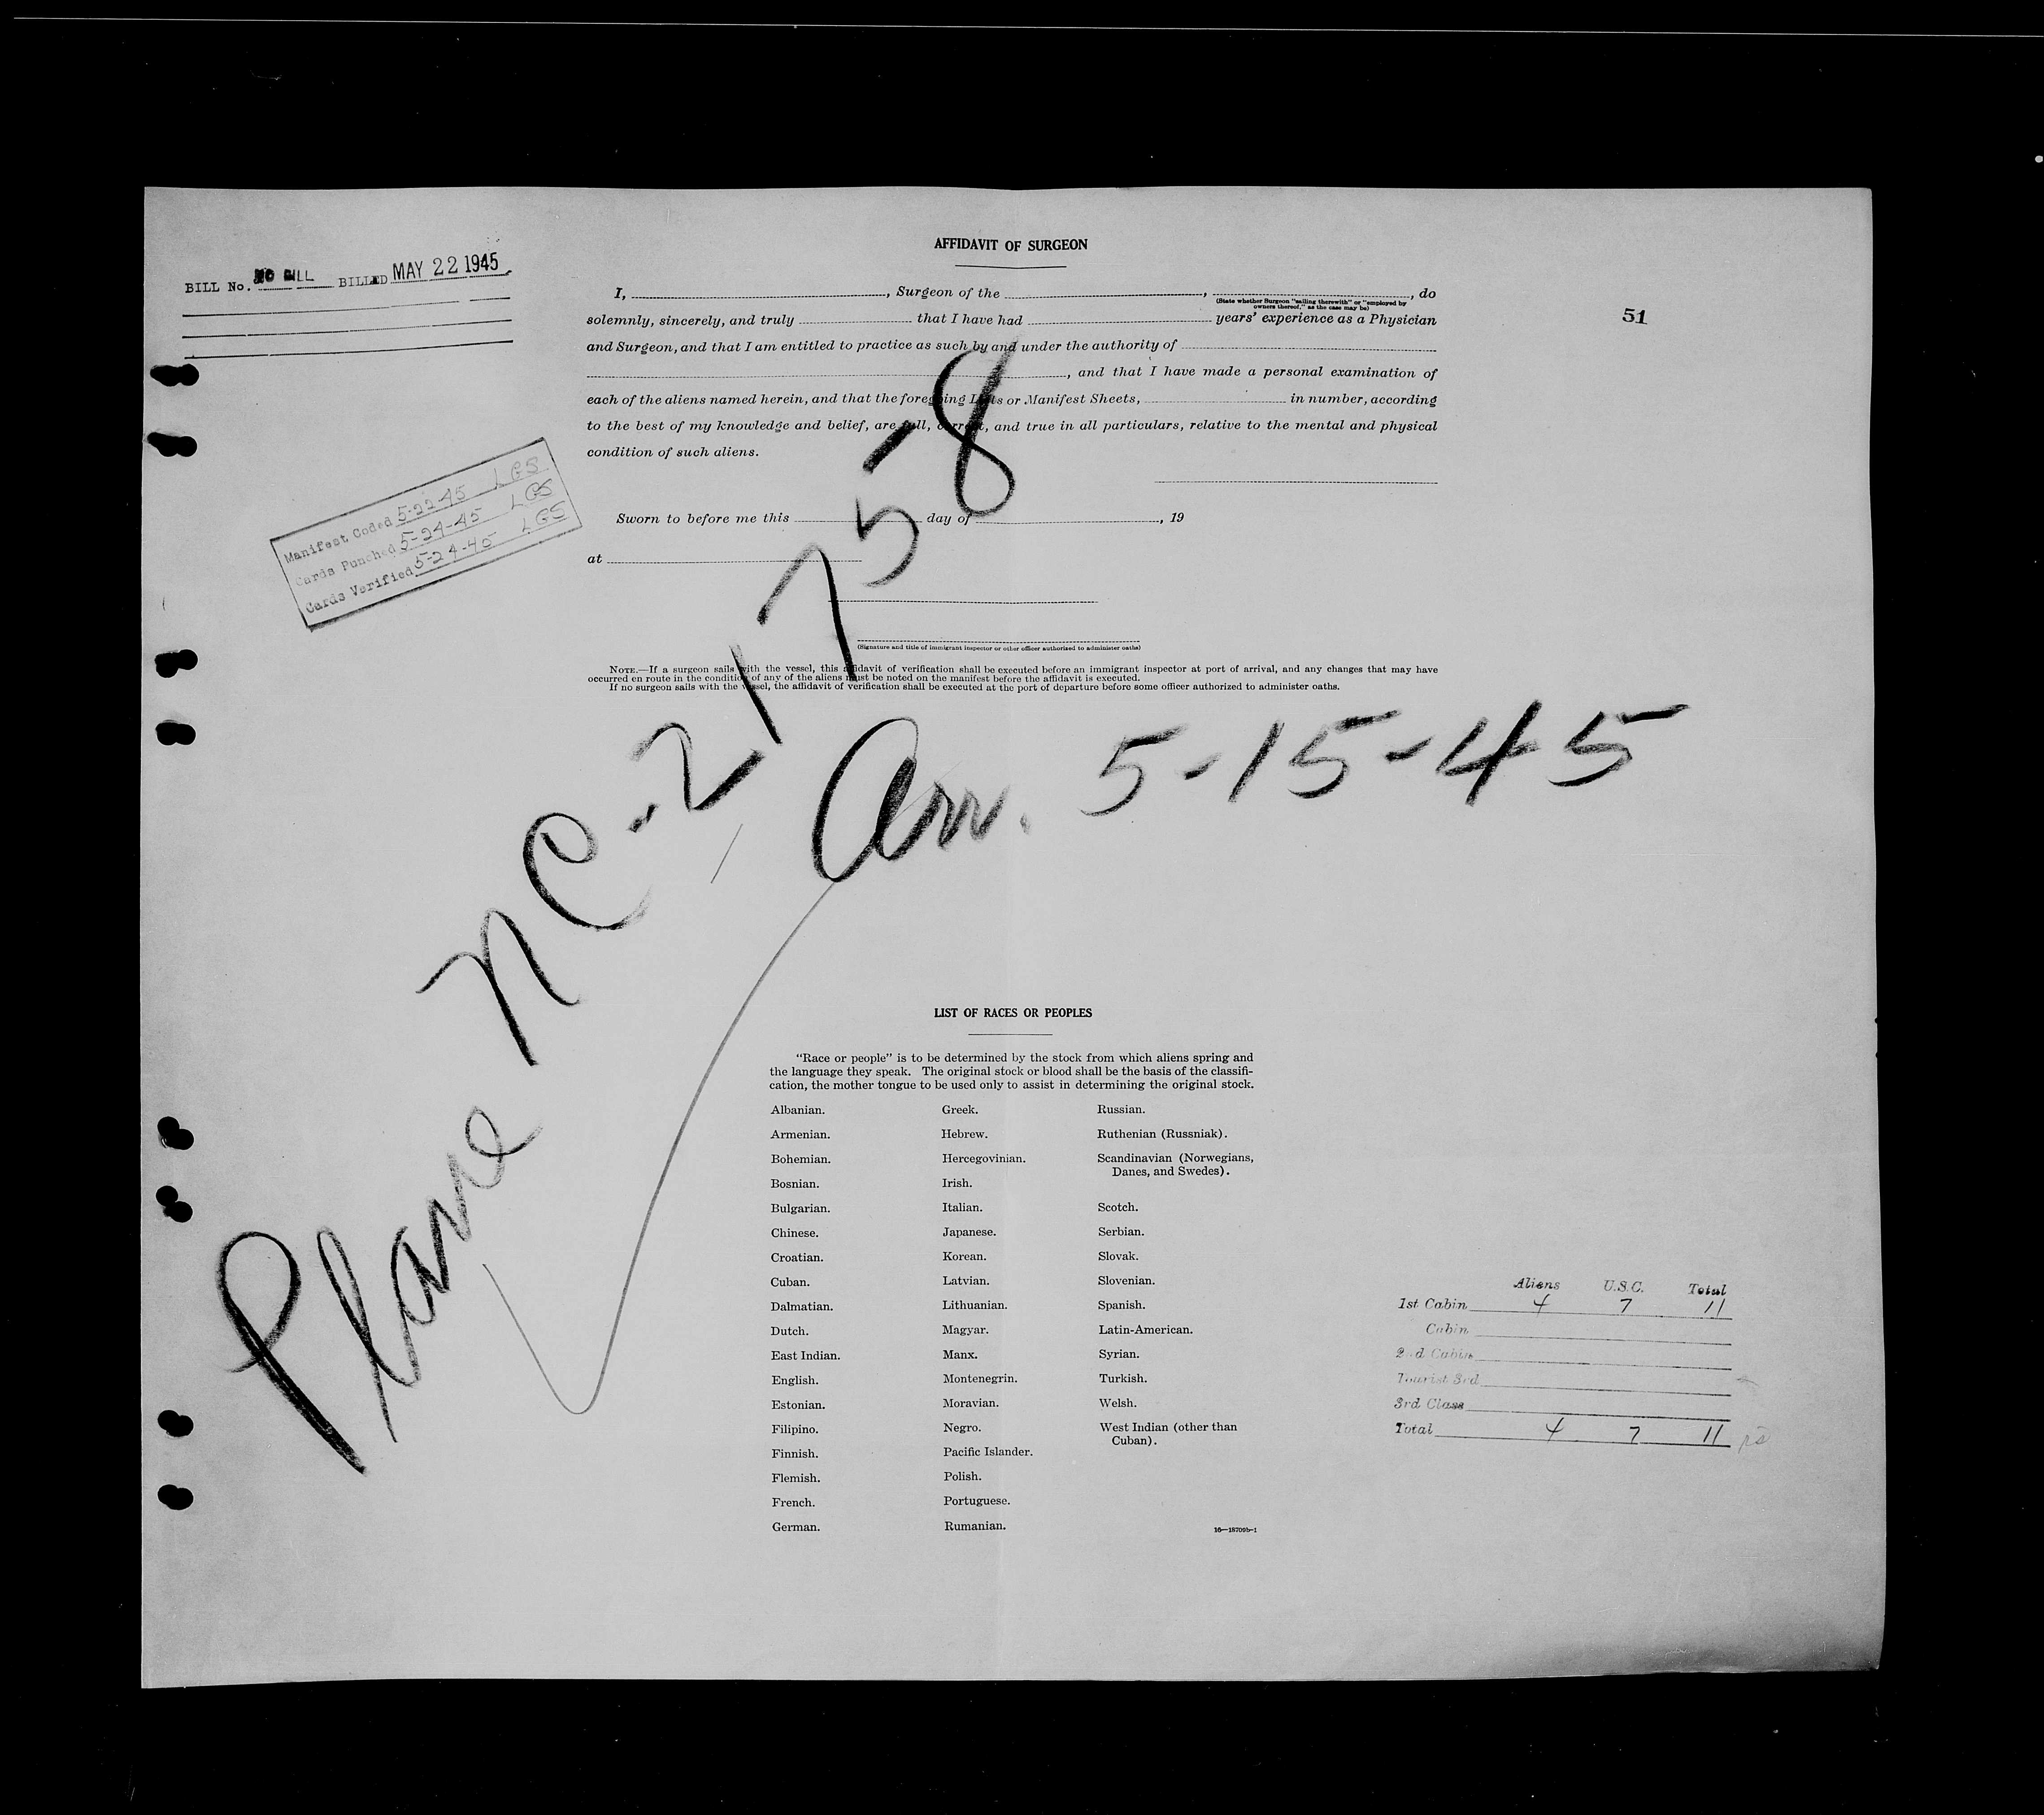 AFFIDAVIT OF SURGEON
BILL No. NO BILL BILLED MAY 22 1945
I, , Surgeon of the , , do
(State whether Surgeon "sailing therewith" or "employed by
owners thereof," as the case may be)
51
solemnly, sincerely, and truly that I have had years' experience as a Physician
and Surgeon, and that I am entitled to practice as such by and under the authority of
, and that I have made a personal examination of
each of the aliens named herein, and that the foregoing Lists or Manifest Sheets, in number, according
to the best of my knowledge and belief, are full, correct, and true in all particulars, relative to the mental and physical
condition of such aliens.
Manifest Coded 5-22-45 LGS
Cards Punched 5-24-45 LGS
Cards Verified 5-24-45 LGS
Sworn to before me this day of , 19
at
(Signature and title of immigrant inspector or other officer authorized to administer oaths)
NOTE.—If a surgeon sails with the vessel, this affidavit of verification shall be executed before an immigrant inspector at port of arrival, and any changes that may have
occurred en route in the condition of any of the aliens must be noted on the manifest before the affidavit is executed.
If no surgeon sails with the vessel, the affidavit of verification shall be executed at the port of departure before some officer authorized to administer oaths.
Plane NC-21758
Arr. 5-15-45
LIST OF RACES OR PEOPLES
"Race or people" is to be determined by the stock from which aliens spring and
the language they speak. The original stock or blood shall be the basis of the classifi-
cation, the mother tongue to be used only to assist in determining the original stock.
Albanian.
Armenian.
Bohemian.
Bosnian.
Bulgarian.
Chinese.
Croatian.
Cuban.
Dalmatian.
Dutch.
East Indian.
English.
Estonian.
Filipino.
Finnish.
Flemish.
French.
German.
Greek.
Hebrew.
Hercegovinian.
Irish.
Italian.
Japanese.
Korean.
Latvian.
Lithuanian.
Magyar.
Manx.
Montenegrin.
Moravian.
Negro.
Pacific Islander.
Polish.
Portuguese.
Rumanian.
Russian.
Ruthenian (Russniak).
Scandinavian (Norwegians,
Danes, and Swedes).
Scotch.
Serbian.
Slovak.
Slovenian.
Spanish.
Latin-American.
Syrian.
Turkish.
Welsh.
West Indian (other than
Cuban).
16—18709b-1
Aliens U.S.C. Total
1st Cabin 4 7 11
Cabin
2nd Cabin
Tourist 3rd
3rd Class
Total 4 7 11